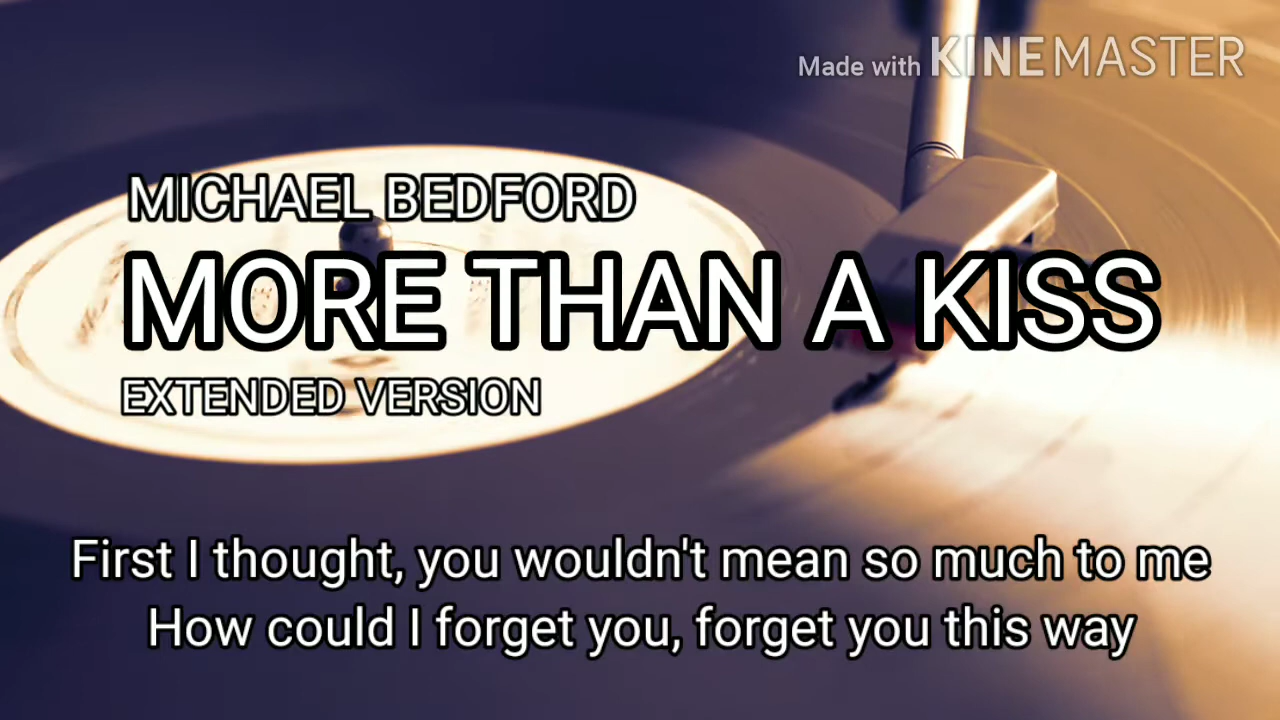 Made with KINEMASTER
MICHAEL BEDFORD
MORE THAN A KISS
EXTENDED VERSION
First I thought, you wouldn't mean so much to me
How could I forget you, forget you this way